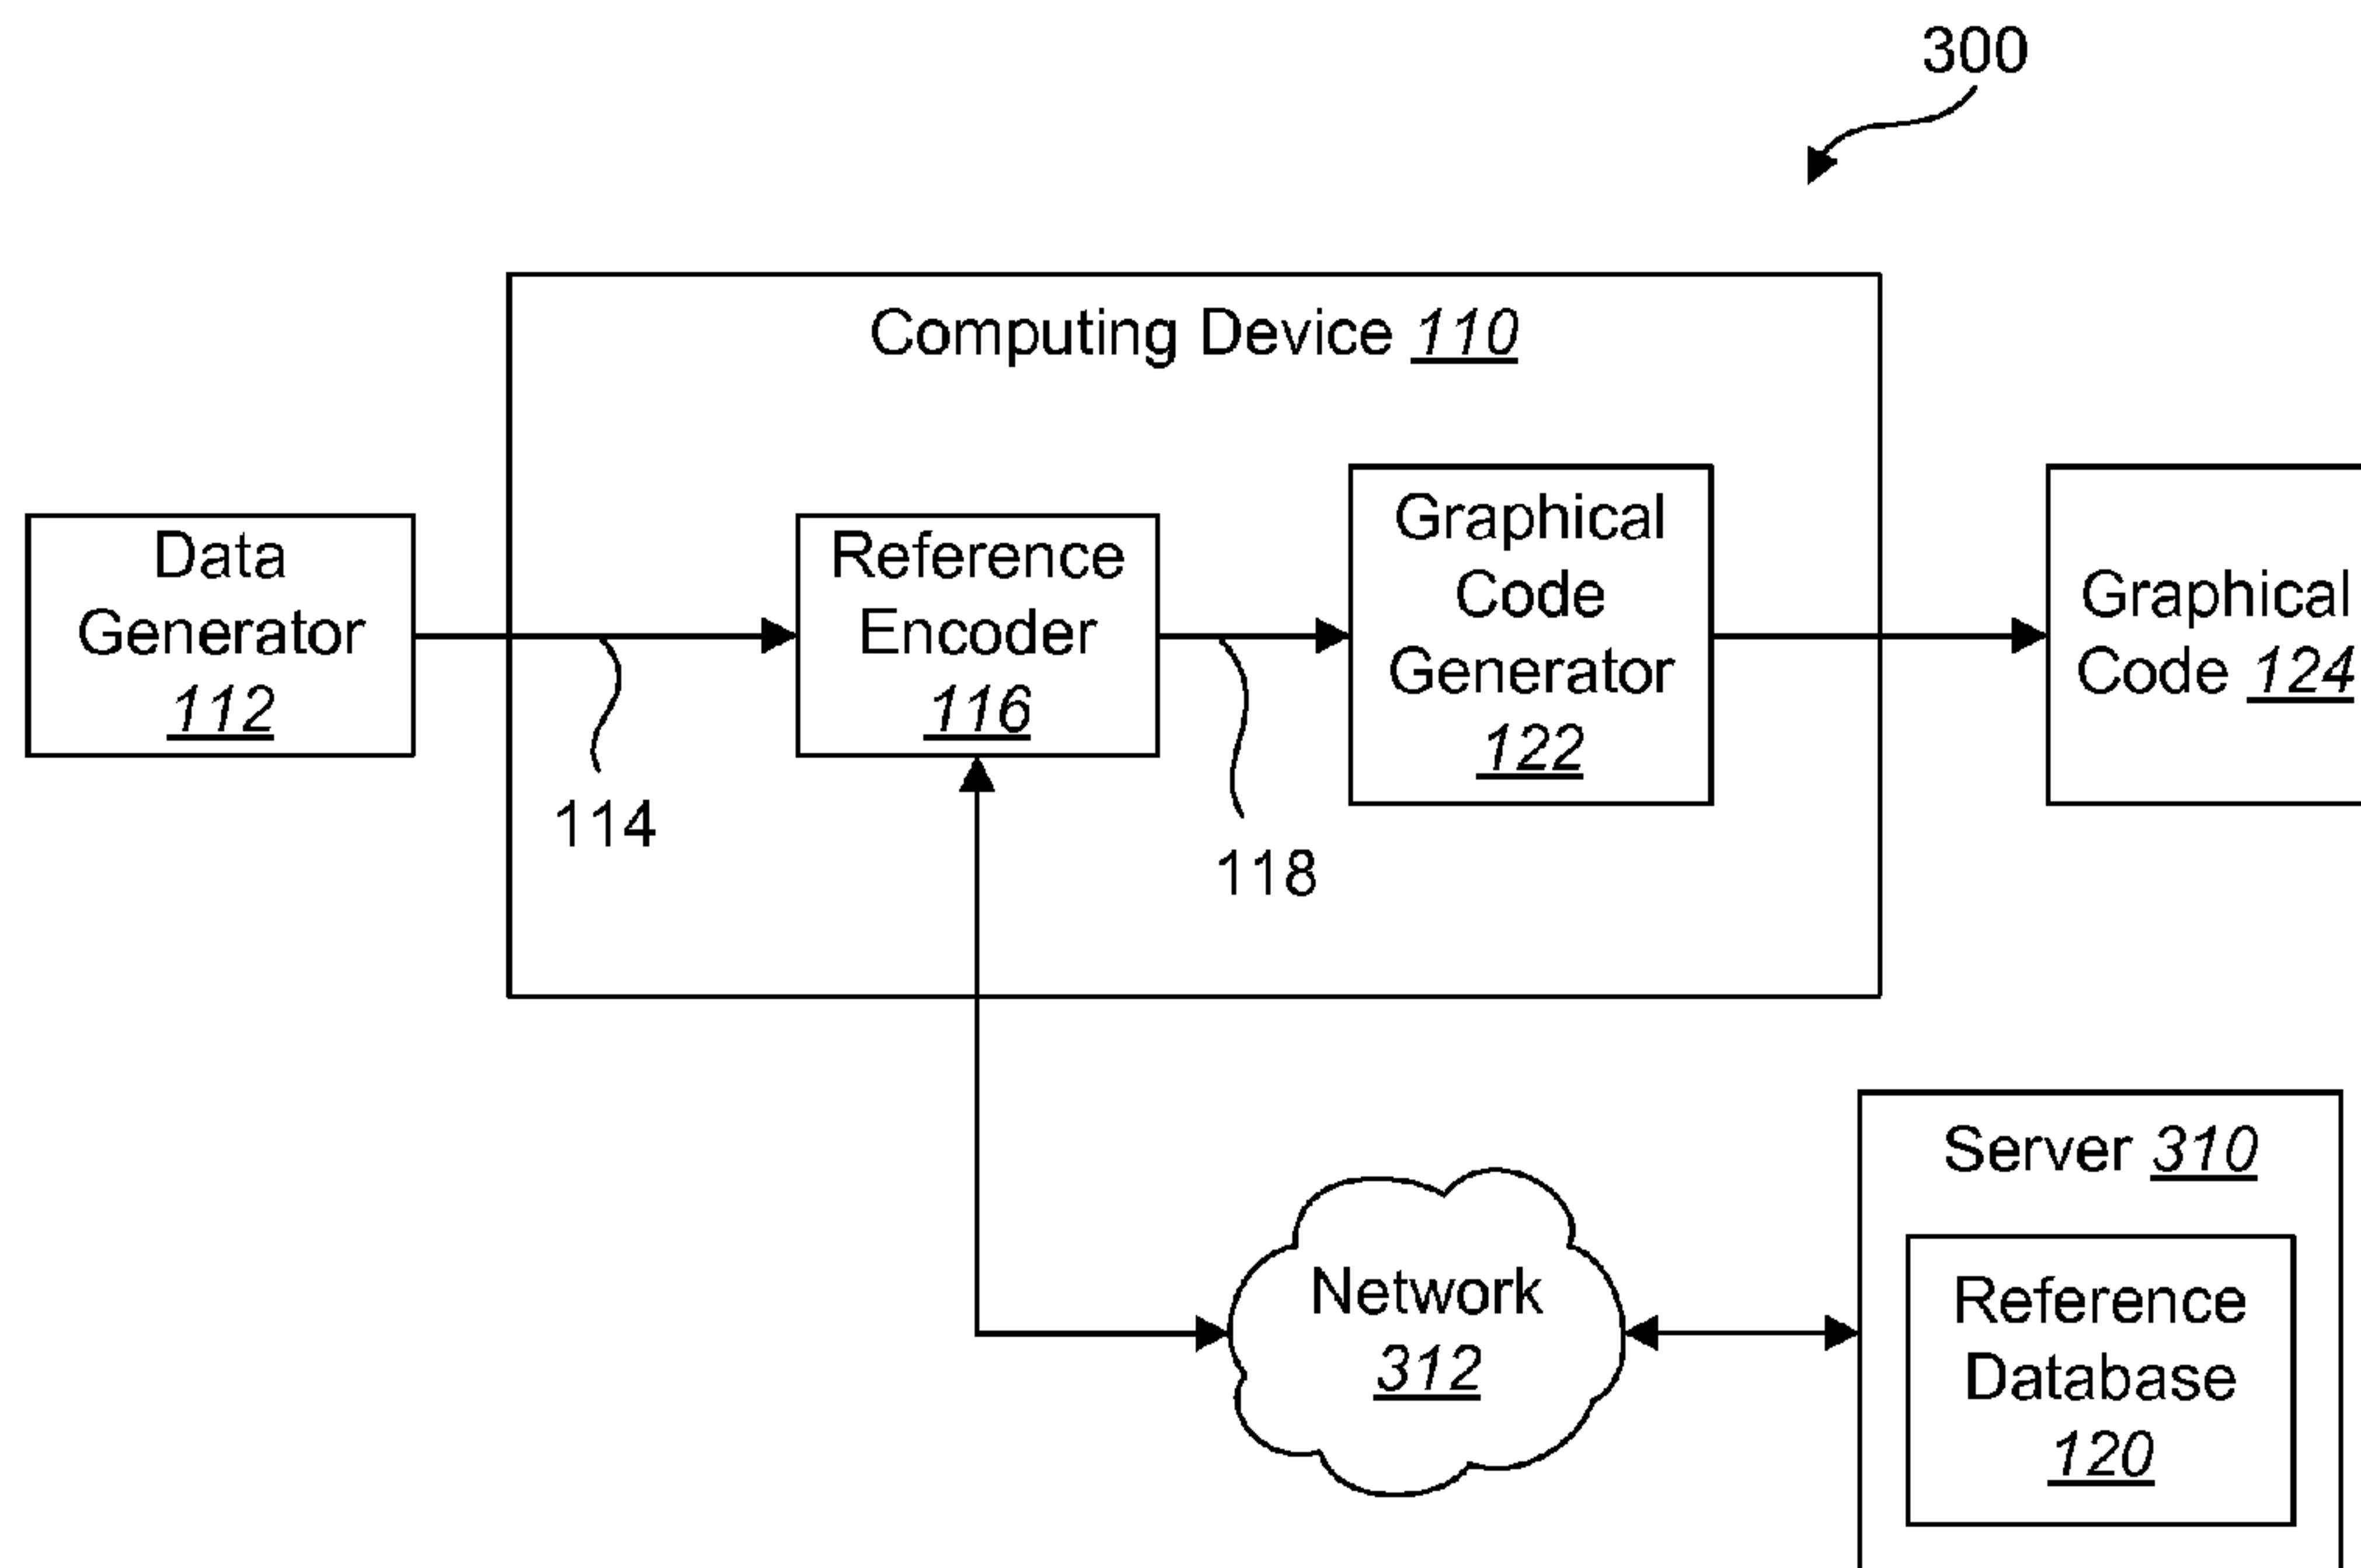 300
Computing Device 110
Data
Generator
112
Reference
Encoder
116
Graphical
Code
Generator
122
Graphical
Code 124
114
118
Server 310
Network
312
Reference
Database
120